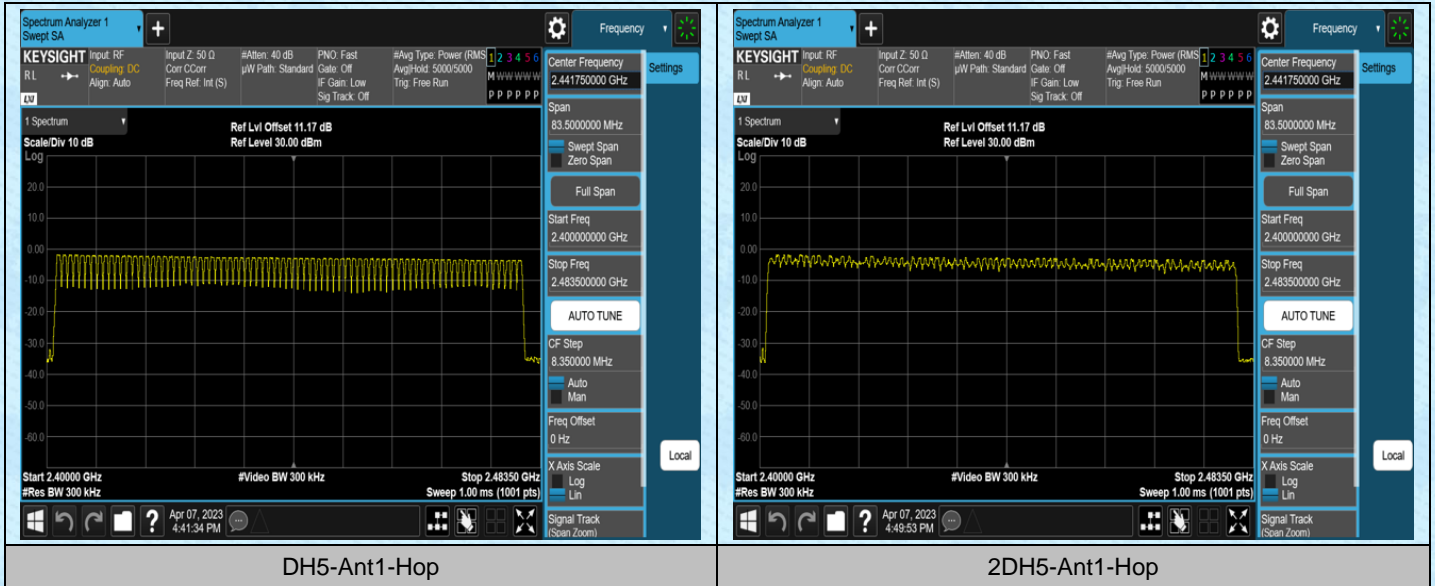 Spectrum Analyzer 1
Swept SA
Frequency
KEYSIGHT
RL
LXI
Input: RF
Coupling: DC
Align: Auto
Input Z: 50 Ω
Corr CCorr
Freq Ref: Int (S)
#Atten: 40 dB
µW Path: Standard
PNO: Fast
Gate: Off
IF Gain: Low
Sig Track: Off
#Avg Type: Power (RMS
Avg|Hold: 5000/5000
Trig: Free Run
1 2 3 4 5 6
M W W W W W
P P P P P P
Center Frequency
2.441750000 GHz
Settings
1 Spectrum
Scale/Div 10 dB
Log
Ref Lvl Offset 11.17 dB
Ref Level 30.00 dBm
20.0
10.0
0.00
-10.0
-20.0
-30.0
-40.0
-50.0
-60.0
Span
83.5000000 MHz
Swept Span
Zero Span
Full Span
Start Freq
2.400000000 GHz
Stop Freq
2.483500000 GHz
AUTO TUNE
CF Step
8.350000 MHz
Auto
Man
Freq Offset
0 Hz
X Axis Scale
Log
Lin
Local
Signal Track
(Span Zoom)
Start 2.40000 GHz
#Res BW 300 kHz
#Video BW 300 kHz
Stop 2.48350 GHz
Sweep 1.00 ms (1001 pts)
?
Apr 07, 2023
4:41:34 PM
DH5-Ant1-Hop
Spectrum Analyzer 1
Swept SA
Frequency
KEYSIGHT
RL
LXI
Input: RF
Coupling: DC
Align: Auto
Input Z: 50 Ω
Corr CCorr
Freq Ref: Int (S)
#Atten: 40 dB
µW Path: Standard
PNO: Fast
Gate: Off
IF Gain: Low
Sig Track: Off
#Avg Type: Power (RMS
Avg|Hold: 5000/5000
Trig: Free Run
1 2 3 4 5 6
M W W W W W
P P P P P P
Center Frequency
2.441750000 GHz
Settings
1 Spectrum
Scale/Div 10 dB
Log
Ref Lvl Offset 11.17 dB
Ref Level 30.00 dBm
20.0
10.0
0.00
-10.0
-20.0
-30.0
-40.0
-50.0
-60.0
Span
83.5000000 MHz
Swept Span
Zero Span
Full Span
Start Freq
2.400000000 GHz
Stop Freq
2.483500000 GHz
AUTO TUNE
CF Step
8.350000 MHz
Auto
Man
Freq Offset
0 Hz
X Axis Scale
Log
Lin
Local
Signal Track
(Span Zoom)
Start 2.40000 GHz
#Res BW 300 kHz
#Video BW 300 kHz
Stop 2.48350 GHz
Sweep 1.00 ms (1001 pts)
?
Apr 07, 2023
4:49:53 PM
2DH5-Ant1-Hop